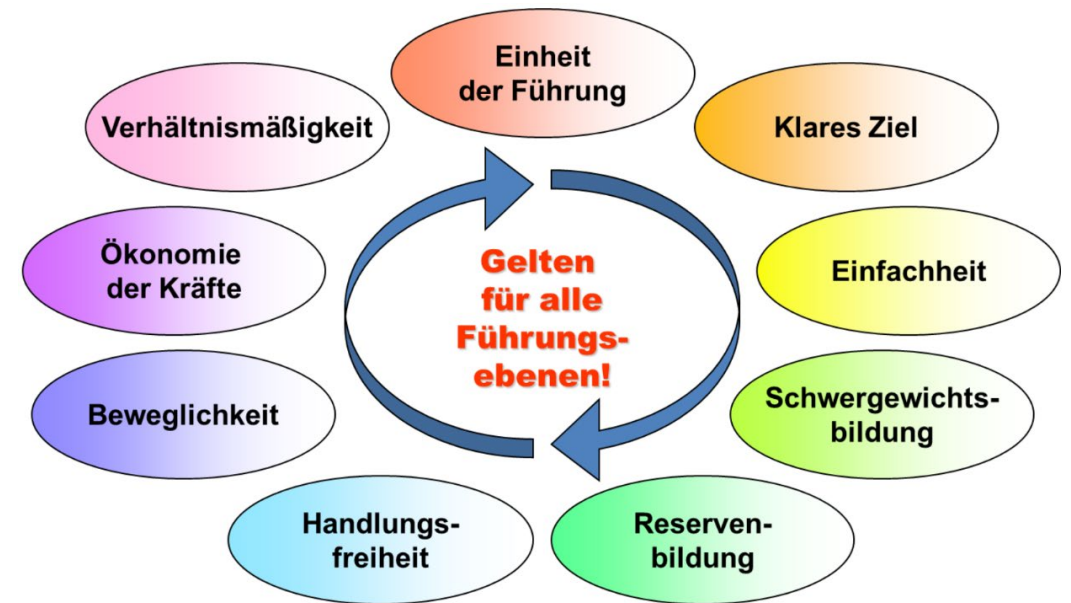 Einheit
der Führung
Klares Ziel
Einfachheit
Schwergewichts-
bildung
Reserven-
bildung
Handlungs-
freiheit
Beweglichkeit
Ökonomie
der Kräfte
Verhältnismäßigkeit
Gelten
für alle
Führungs-
ebenen!